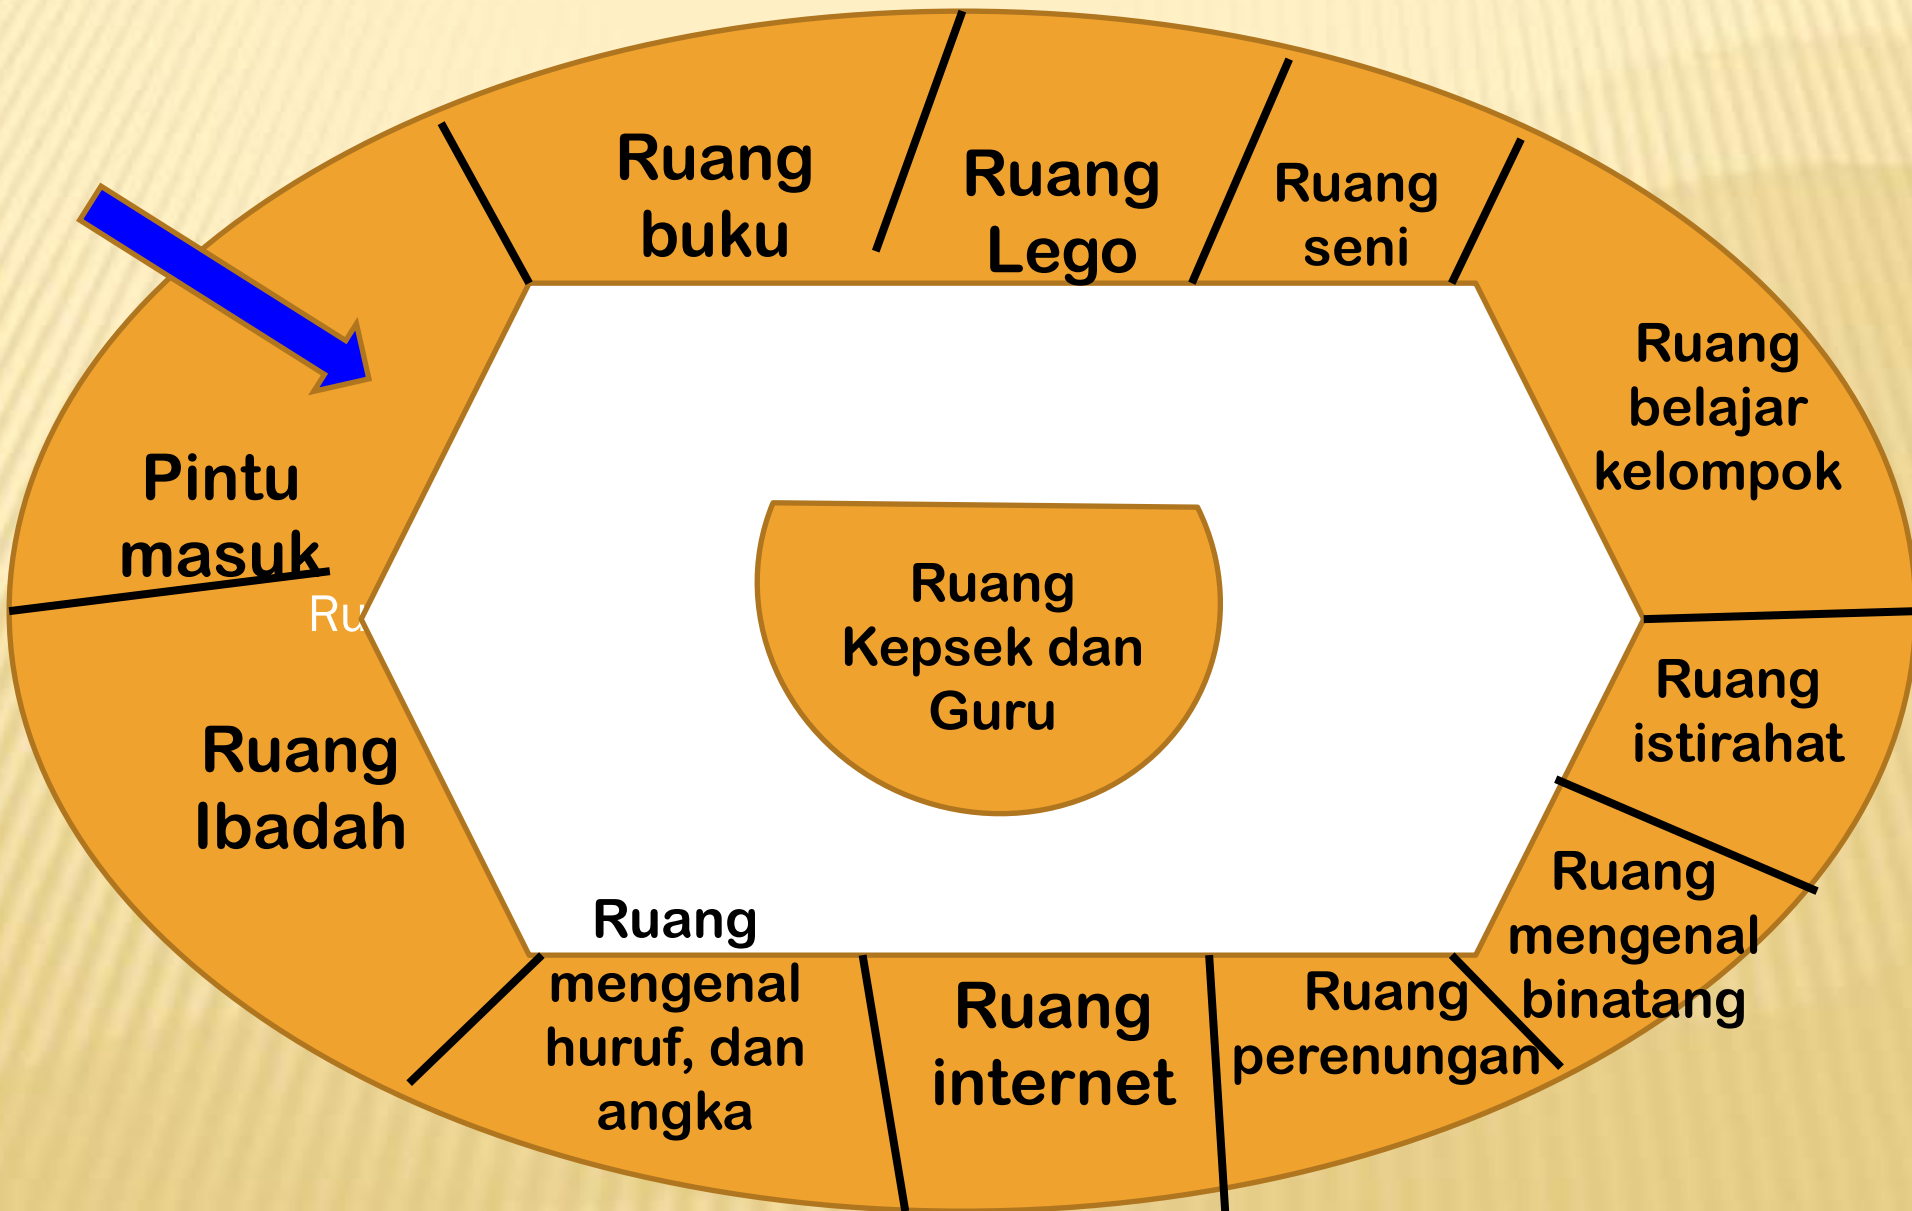 Ruang
buku
Ruang
Lego
Ruang
seni
Ruang
belajar
kelompok
Pintu
masuk
Ru
Ruang
Kepsek dan
Guru
Ruang
istirahat
Ruang
Ibadah
Ruang
mengenal
binatang
Ruang
mengenal
huruf, dan
angka
Ruang
internet
Ruang
perenungan